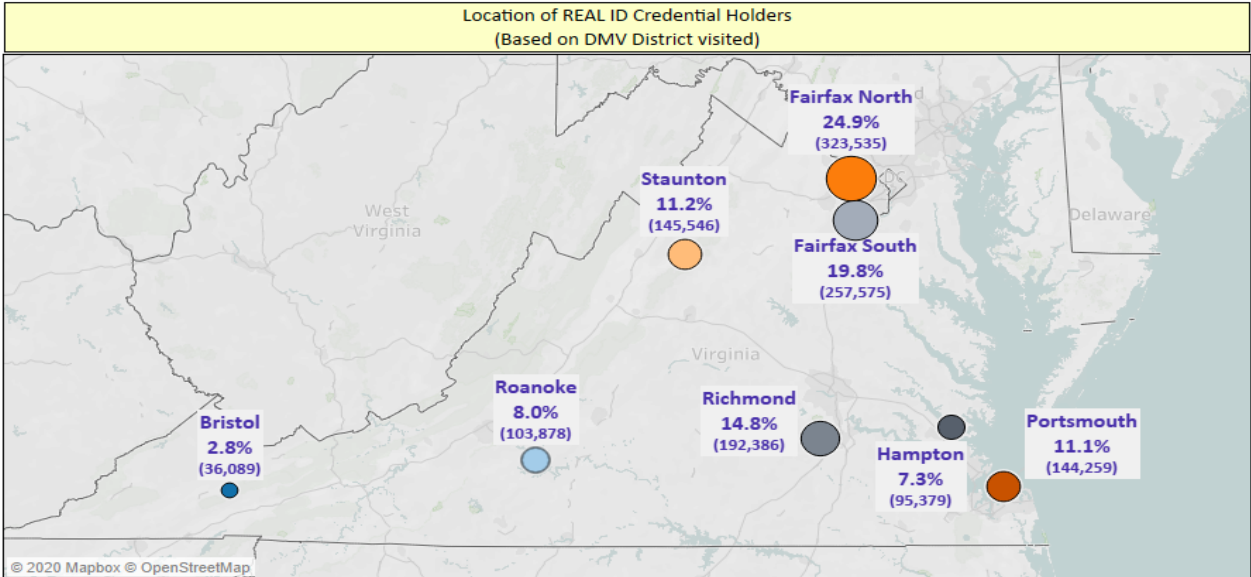 Location of REAL ID Credential Holders
(Based on DMV District visited)
Fairfax North
24.9%
(323,535)
Staunton
11.2%
(145,546)
West
Virginia
DC
Delaware
Fairfax South
19.8%
(257,575)
Virginia
Roanoke
8.0%
(103,878)
Richmond
14.8%
(192,386)
Bristol
2.8%
(36,089)
Portsmouth
11.1%
(144,259)
Hampton
7.3%
(95,379)
© 2020 Mapbox © OpenStreetMap